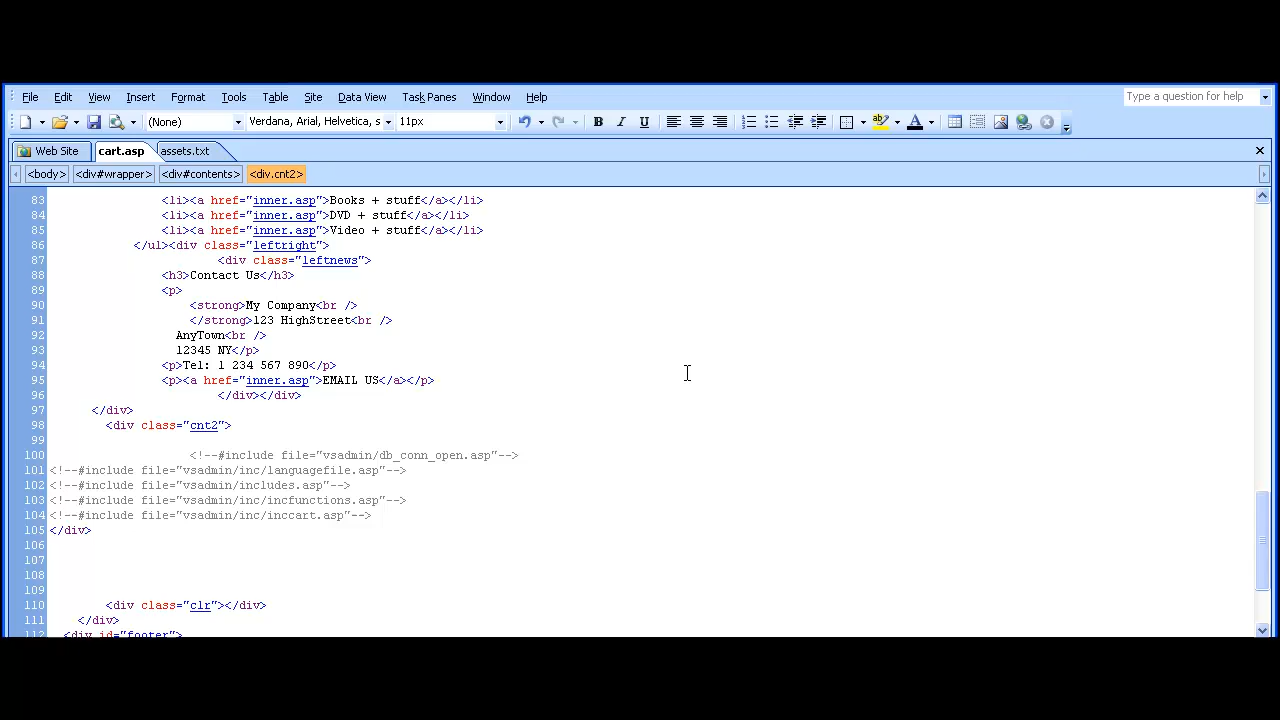 File Edit View Insert Format Tools Table Site Data View Task Panes Window Help Type a question for help
(None) Verdana, Arial, Helvetica, s 11px B I U A
Web Site cart.asp assets.txt
<body> <div#wrapper> <div#contents> <div.cnt2>
83 <li><a href="inner.asp">Books + stuff</a></li>
84 <li><a href="inner.asp">DVD + stuff</a></li>
85 <li><a href="inner.asp">Video + stuff</a></li>
86 </ul><div class="leftright">
87 <div class="leftnews">
88 <h3>Contact Us</h3>
89 <p>
90 <strong>My Company<br />
91 </strong>123 HighStreet<br />
92 AnyTown<br />
93 12345 NY</p>
94 <p>Tel: 1 234 567 890</p>
95 <p><a href="inner.asp">EMAIL US</a></p>
96 </div></div>
97 </div>
98 <div class="cnt2">
99
100 <!--#include file="vsadmin/db_conn_open.asp"-->
101 <!--#include file="vsadmin/inc/languagefile.asp"-->
102 <!--#include file="vsadmin/includes.asp"-->
103 <!--#include file="vsadmin/inc/incfunctions.asp"-->
104 <!--#include file="vsadmin/inc/inccart.asp"-->
105 </div>
106
107
108
109
110 <div class="clr"></div>
111 </div>
112 <div id="footer">